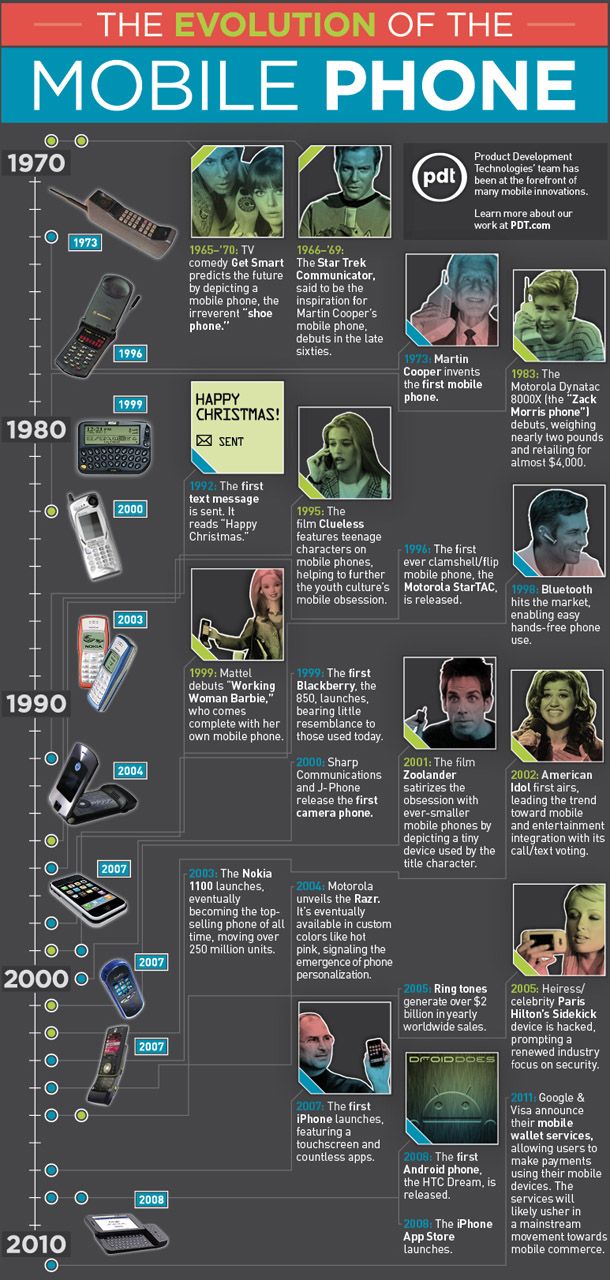 THE EVOLUTION OF THE
MOBILE PHONE
1970
pdt
Product Development
Technologies' team has
been at the forefront of
many mobile innovations.
Learn more about our
work at PDT.com
1973
1965–'70: TV
comedy Get Smart
predicts the future
by depicting a
mobile phone, the
irreverent "shoe
phone."
1966–'69:
The Star Trek
Communicator,
said to be the
inspiration for
Martin Cooper's
mobile phone,
debuts in the late
sixties.
1996
1973: Martin
Cooper invents
the first mobile
phone.
1983: The
Motorola Dynatac
8000X (the "Zack
Morris phone")
debuts, weighing
nearly two pounds
and retailing for
almost $4,000.
1999
1980
HAPPY
CHRISTMAS!
SENT
1992: The first
text message
is sent. It
reads "Happy
Christmas."
2000
1995: The
film Clueless
features teenage
characters on
mobile phones,
helping to further
the youth culture's
mobile obsession.
1996: The first
ever clamshell/flip
mobile phone, the
Motorola StarTAC,
is released.
1998: Bluetooth
hits the market,
enabling easy
hands-free phone
use.
2003
NOKIA
1990
1999: Mattel
debuts "Working
Woman Barbie,"
who comes
complete with her
own mobile phone.
1999: The first
Blackberry, the
850, launches,
bearing little
resemblance to
those used today.
2000: Sharp
Communications
and J-Phone
release the first
camera phone.
2001: The film
Zoolander
satirizes the
obsession with
ever-smaller
mobile phones by
depicting a tiny
device used by the
title character.
2002: American
Idol first airs,
leading the trend
toward mobile
and entertainment
integration with its
call/text voting.
2004
2007
2003: The Nokia
1100 launches,
eventually
becoming the top-
selling phone of all
time, moving over
250 million units.
2004: Motorola
unveils the Razr.
It's eventually
available in custom
colors like hot
pink, signaling the
emergence of phone
personalization.
2000
2007
2005: Ring tones
generate over $2
billion in yearly
worldwide sales.
2005: Heiress/
celebrity Paris
Hilton's Sidekick
device is hacked,
prompting a
renewed industry
focus on security.
2007
2007: The first
iPhone launches,
featuring a
touchscreen and
countless apps.
DROIDDOES
2008: The first
Android phone,
the HTC Dream, is
released.
2008: The iPhone
App Store
launches.
2011: Google &
Visa announce
their mobile
wallet services,
allowing users to
make payments
using their mobile
devices. The
services will
likely usher in
a mainstream
movement towards
mobile commerce.
2008
2010